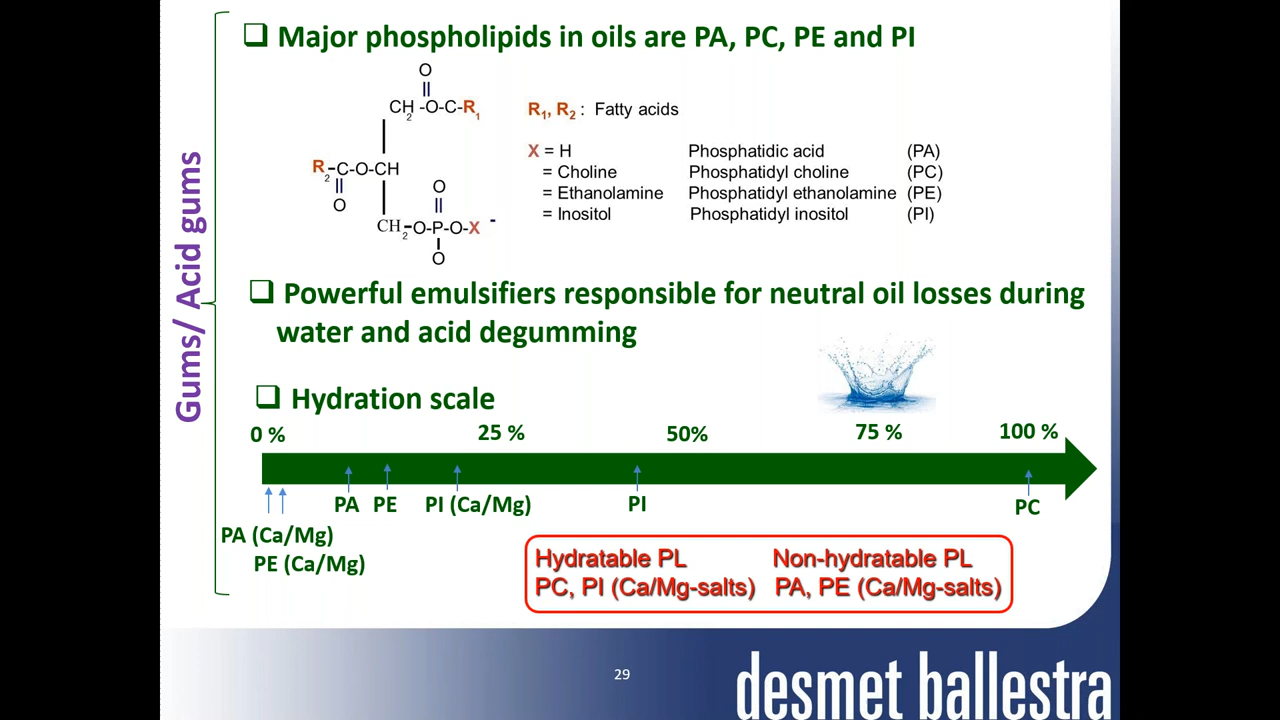 Gums/ Acid gums
❑ Major phospholipids in oils are PA, PC, PE and PI
O
CH2-O-C-R1
R2-C-O-CH
O
O
CH2-O-P-O-X -
O
R1, R2 : Fatty acids
X = H Phosphatidic acid (PA)
= Choline Phosphatidyl choline (PC)
= Ethanolamine Phosphatidyl ethanolamine (PE)
= Inositol Phosphatidyl inositol (PI)
❑ Powerful emulsifiers responsible for neutral oil losses during
water and acid degumming
❑ Hydration scale
0 % 25 % 50% 75 % 100 %
PA PE PI (Ca/Mg) PI PC
PA (Ca/Mg)
PE (Ca/Mg)
Hydratable PL Non-hydratable PL
PC, PI (Ca/Mg-salts) PA, PE (Ca/Mg-salts)
29
desmet ballestra